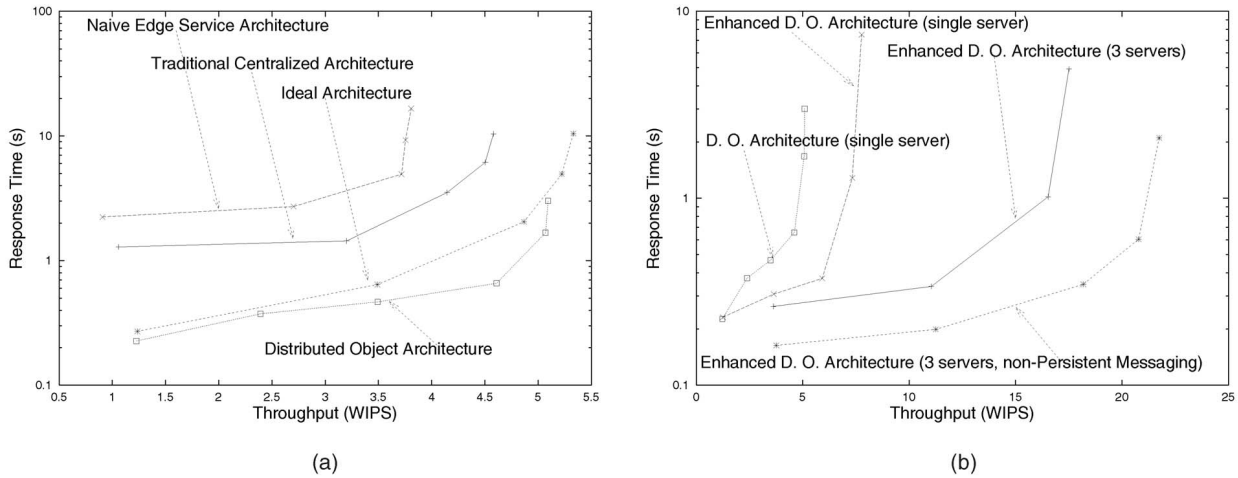 100
10
1
0.1
Response Time (s)
Naive Edge Service Architecture
Traditional Centralized Architecture
Ideal Architecture
Distributed Object Architecture
0.5 1 1.5 2 2.5 3 3.5 4 4.5 5 5.5
Throughput (WIPS)
(a)
10
1
0.1
Response Time (s)
Enhanced D. O. Architecture (single server)
Enhanced D. O. Architecture (3 servers)
D. O. Architecture (single server)
Enhanced D. O. Architecture (3 servers, non-Persistent Messaging)
0 5 10 15 20 25
Throughput (WIPS)
(b)